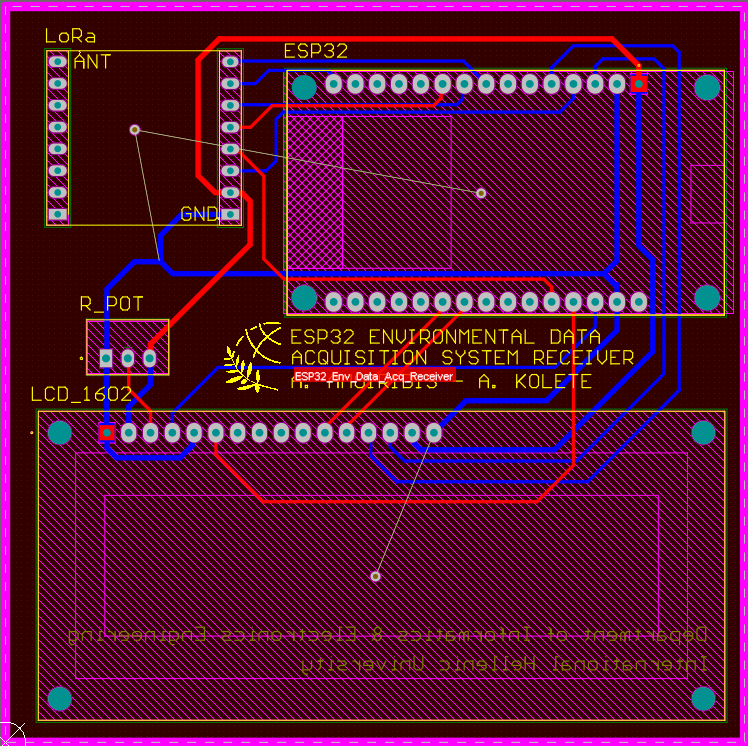 LoRa
ANT
ESP32
GND
R_POT
ESP32 ENVIRONMENTAL DATA
ACQUISITION SYSTEM RECEIVER
ESP32_Env_Data_Acq_Receiver
A. - A. KOLETE
LCD_1602
Department of Informatics & Electronics Engineering
International Hellenic University